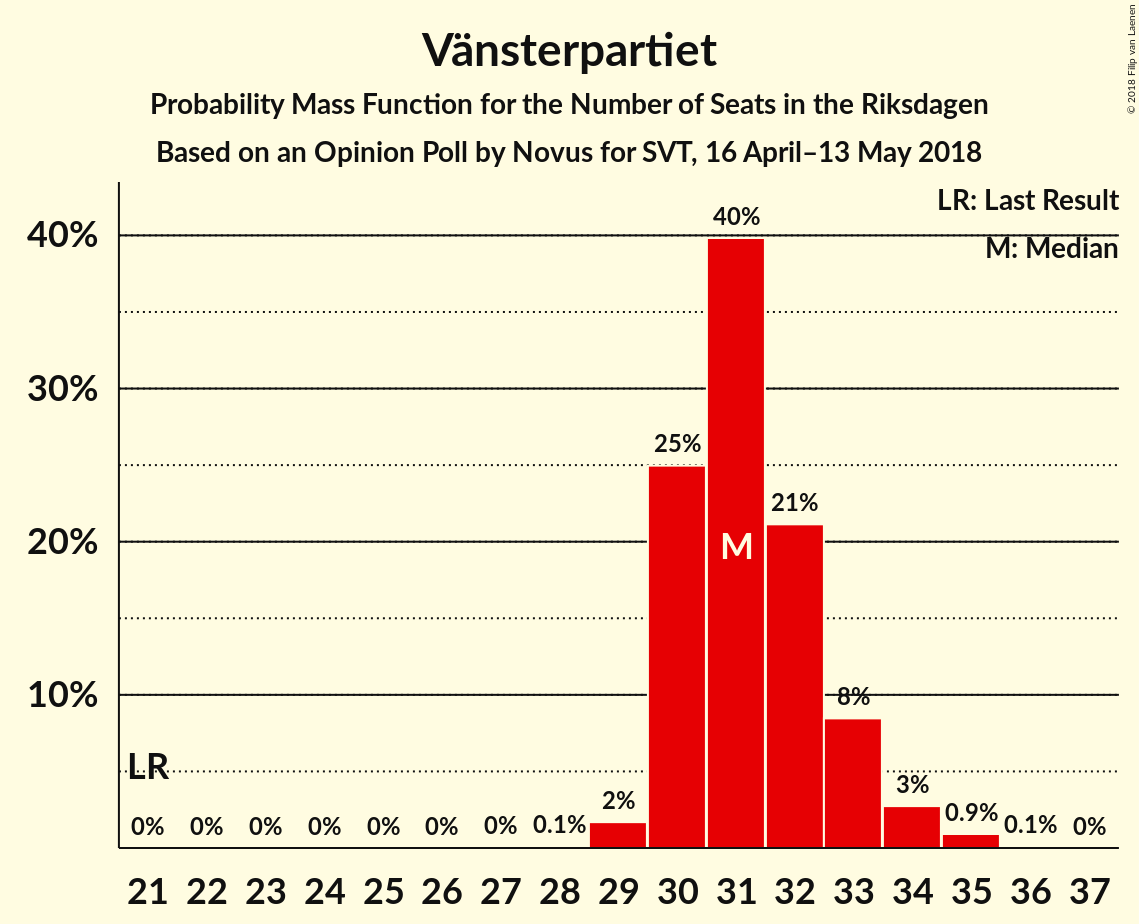 Vänsterpartiet
Probability Mass Function for the Number of Seats in the Riksdagen
Based on an Opinion Poll by Novus for SVT, 16 April–13 May 2018
© 2018 Filip van Laenen
LR: Last Result
M: Median
40%
30%
20%
10%
40%
25%
21%
8%
3%
2%
0.9%
0.1%
0.1%
0%
0%
0%
0%
0%
0%
0%
0%
M
LR
21 22 23 24 25 26 27 28 29 30 31 32 33 34 35 36 37